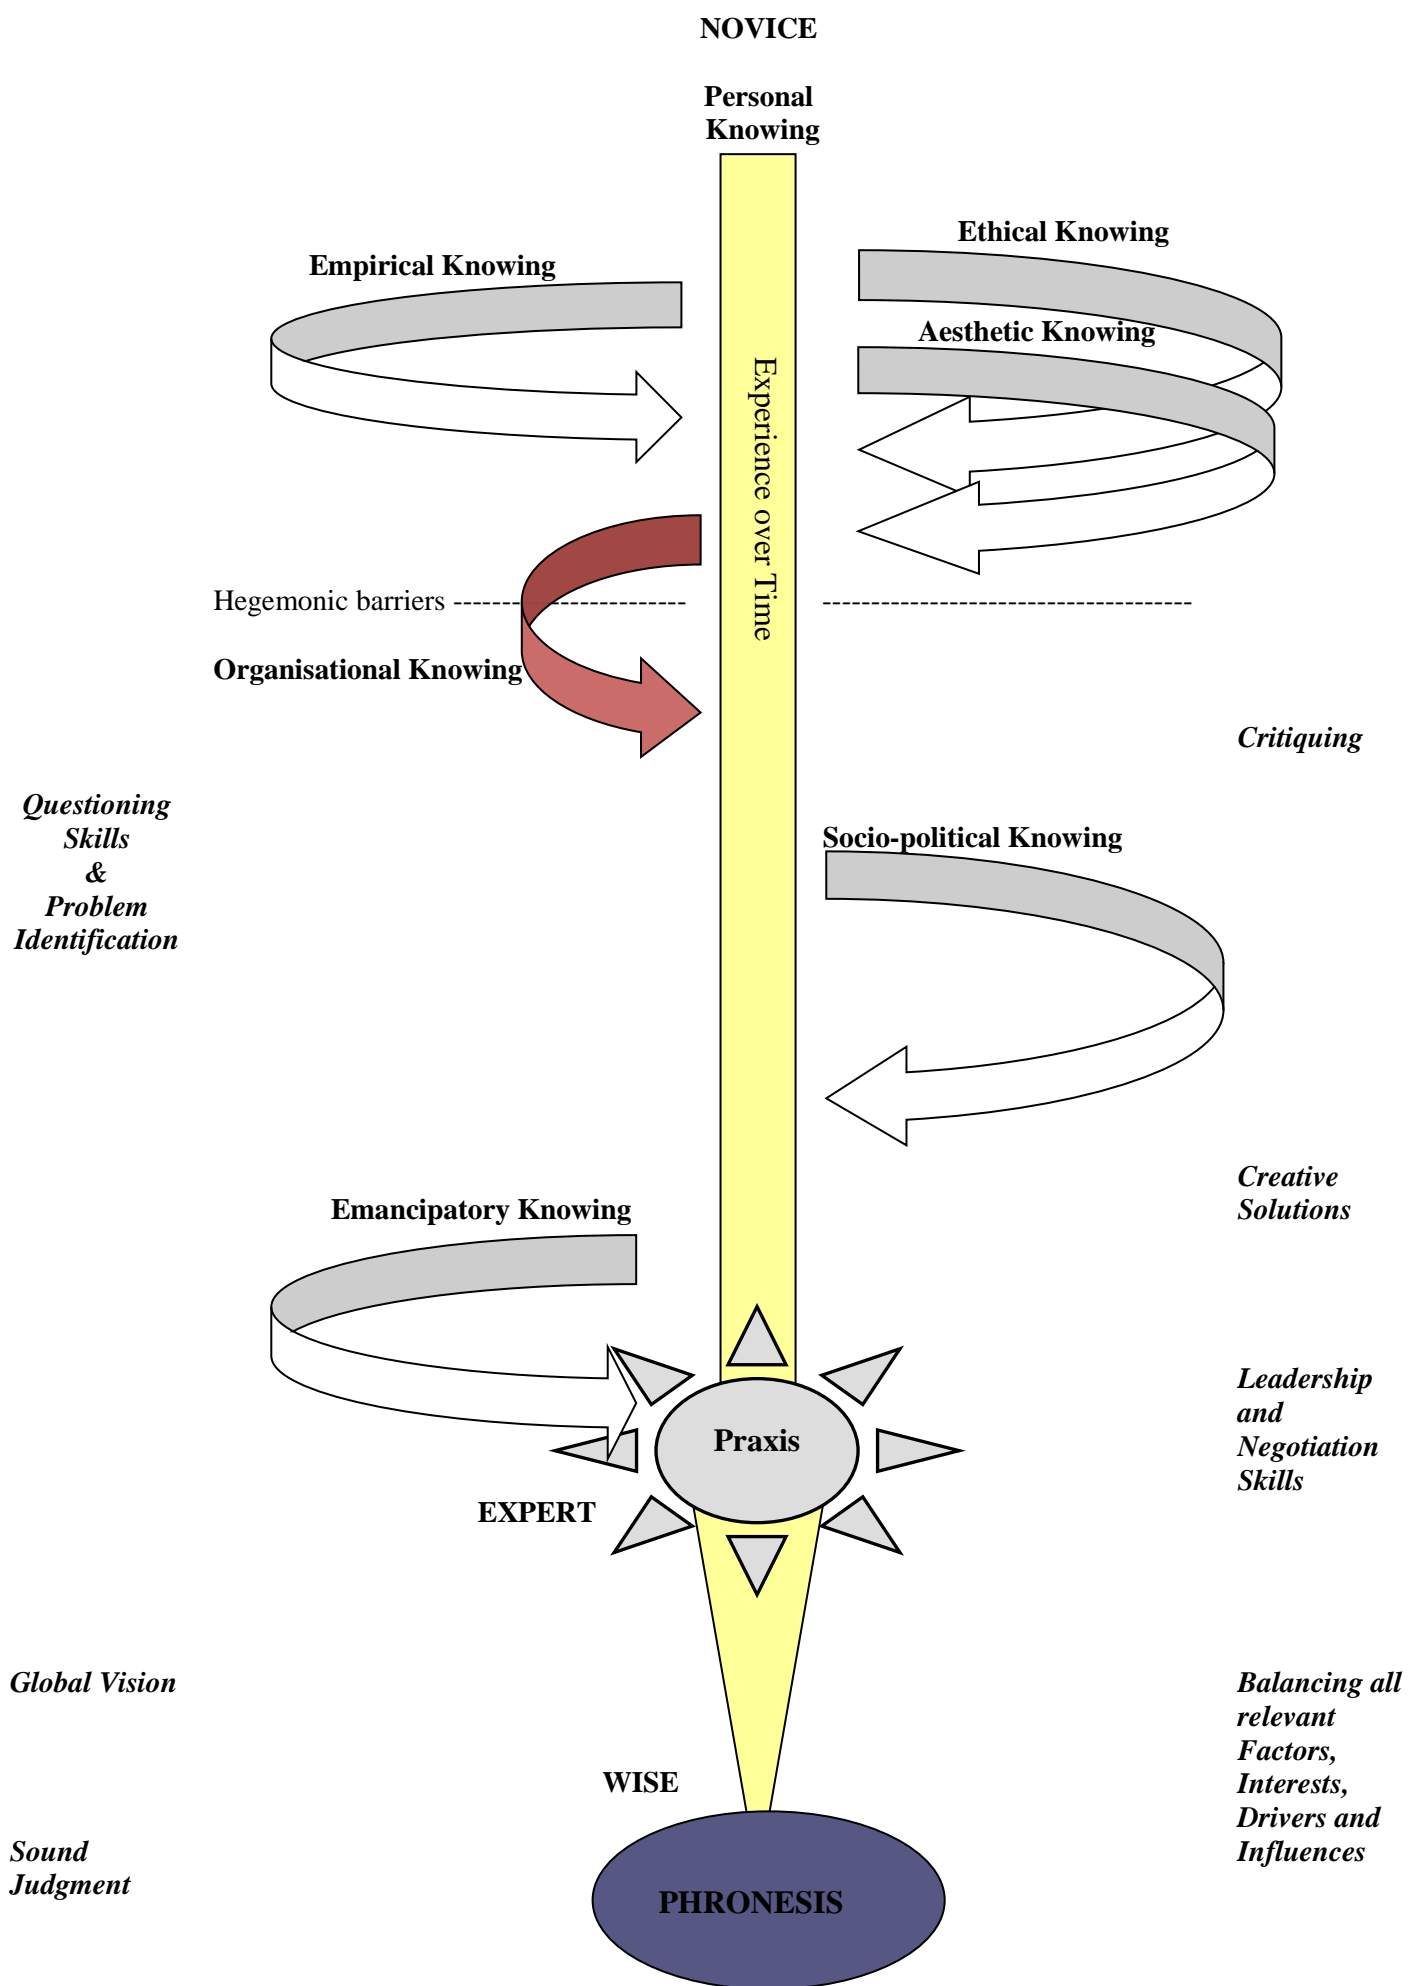 NOVICE
Personal
Knowing
Ethical Knowing
Empirical Knowing
Aesthetic Knowing
Experience over Time
Hegemonic barriers
Organisational Knowing
Critiquing
Questioning
Skills
&
Problem
Identification
Socio-political Knowing
Creative
Solutions
Emancipatory Knowing
Leadership
and
Negotiation
Skills
Praxis
EXPERT
Global Vision
Balancing all
relevant
Factors,
Interests,
Drivers and
Influences
WISE
Sound
Judgment
PHRONESIS